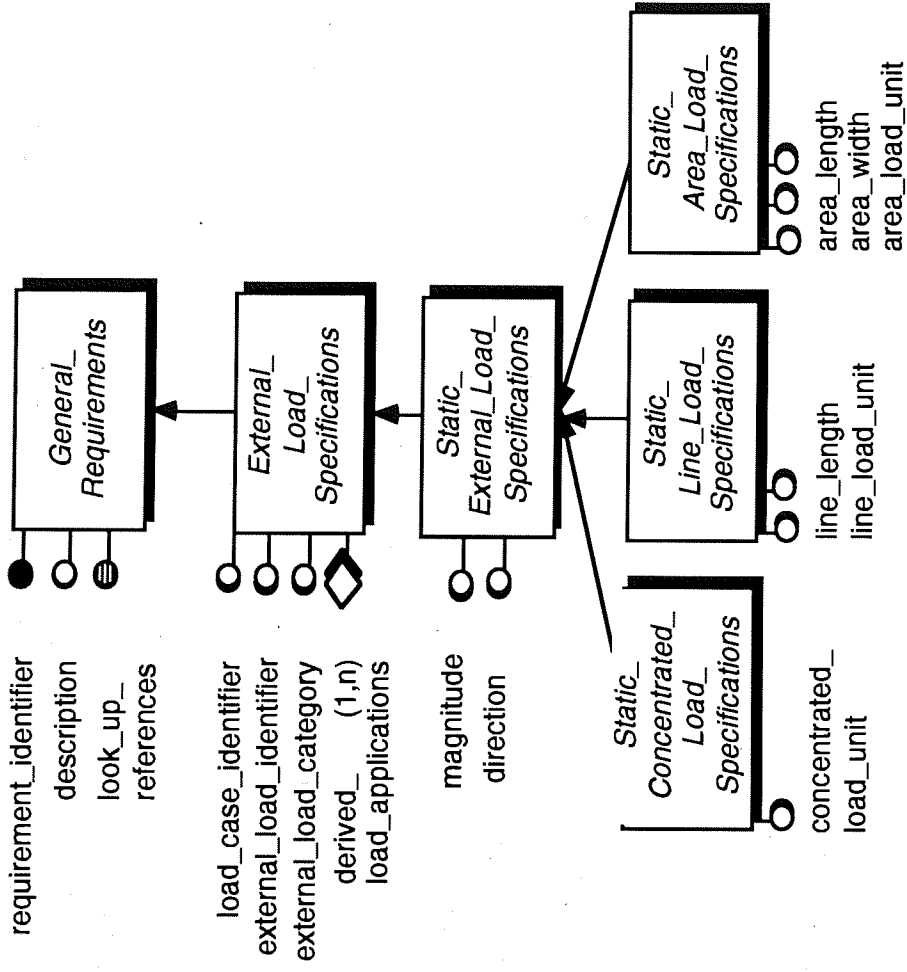 requirement_identifier
description
look_up_
references
General_
Requirements
load_case_identifier
external_load_identifier
external_load_category
derived_ (1,n)
load_applications
External_
Load_
Specifications
magnitude
direction
Static_
External_Load_
Specifications
Static_
Concentrated_
Load_
Specifications
concentrated_
load_unit
Static_
Line_Load_
Specifications
line_length
line_load_unit
Static_
Area_Load_
Specifications
area_length
area_width
area_load_unit